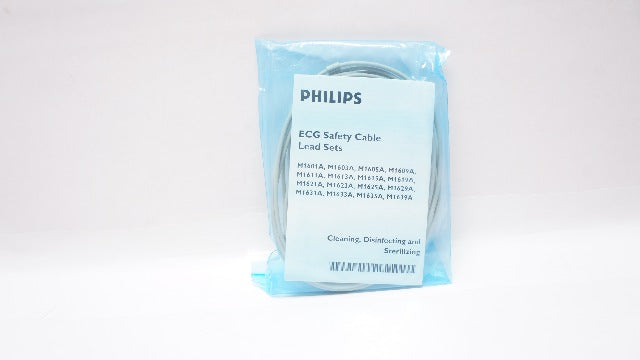 PHILIPS
ECG Safety Cable
Lead Sets
M1601A, M1603A, M1605A, M1609A,
M1611A, M1613A, M1615A, M1619A,
M1621A, M1623A, M1625A, M1629A,
M1631A, M1633A, M1635A, M1639A
Cleaning, Disinfecting and
Sterilizing